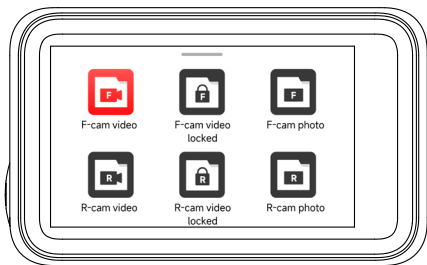 F F F
F-cam video F-cam video locked F-cam photo
R R R
R-cam video R-cam video locked R-cam photo